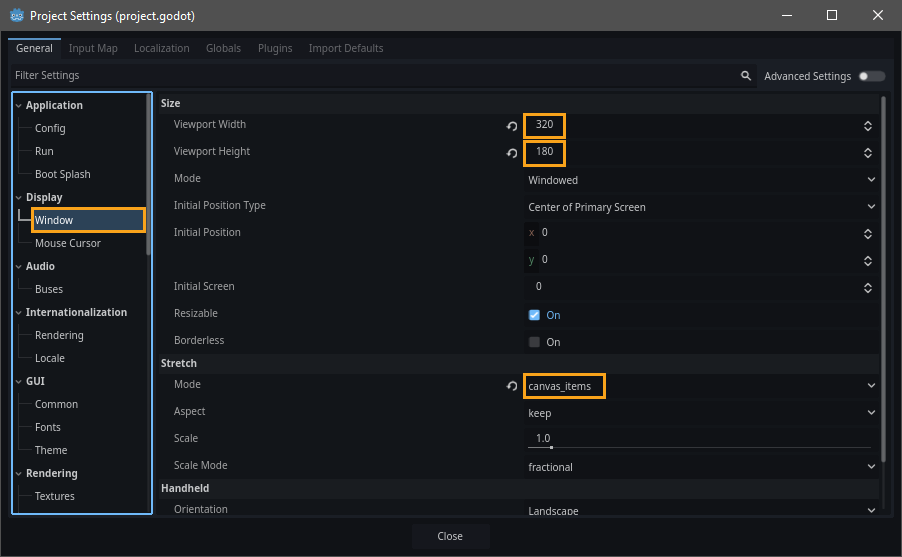 Project Settings (project.godot)
General Input Map Localization Globals Plugins Import Defaults
Filter Settings Advanced Settings
Application
Config
Run
Boot Splash
Display
Window
Mouse Cursor
Audio
Buses
Internationalization
Rendering
Locale
GUI
Common
Fonts
Theme
Rendering
Textures
Size
Viewport Width 320
Viewport Height 180
Mode Windowed
Initial Position Type Center of Primary Screen
Initial Position x 0
y 0
Initial Screen 0
Resizable On
Borderless On
Stretch
Mode canvas_items
Aspect keep
Scale 1.0
Scale Mode fractional
Handheld
Orientation Landscape
Close